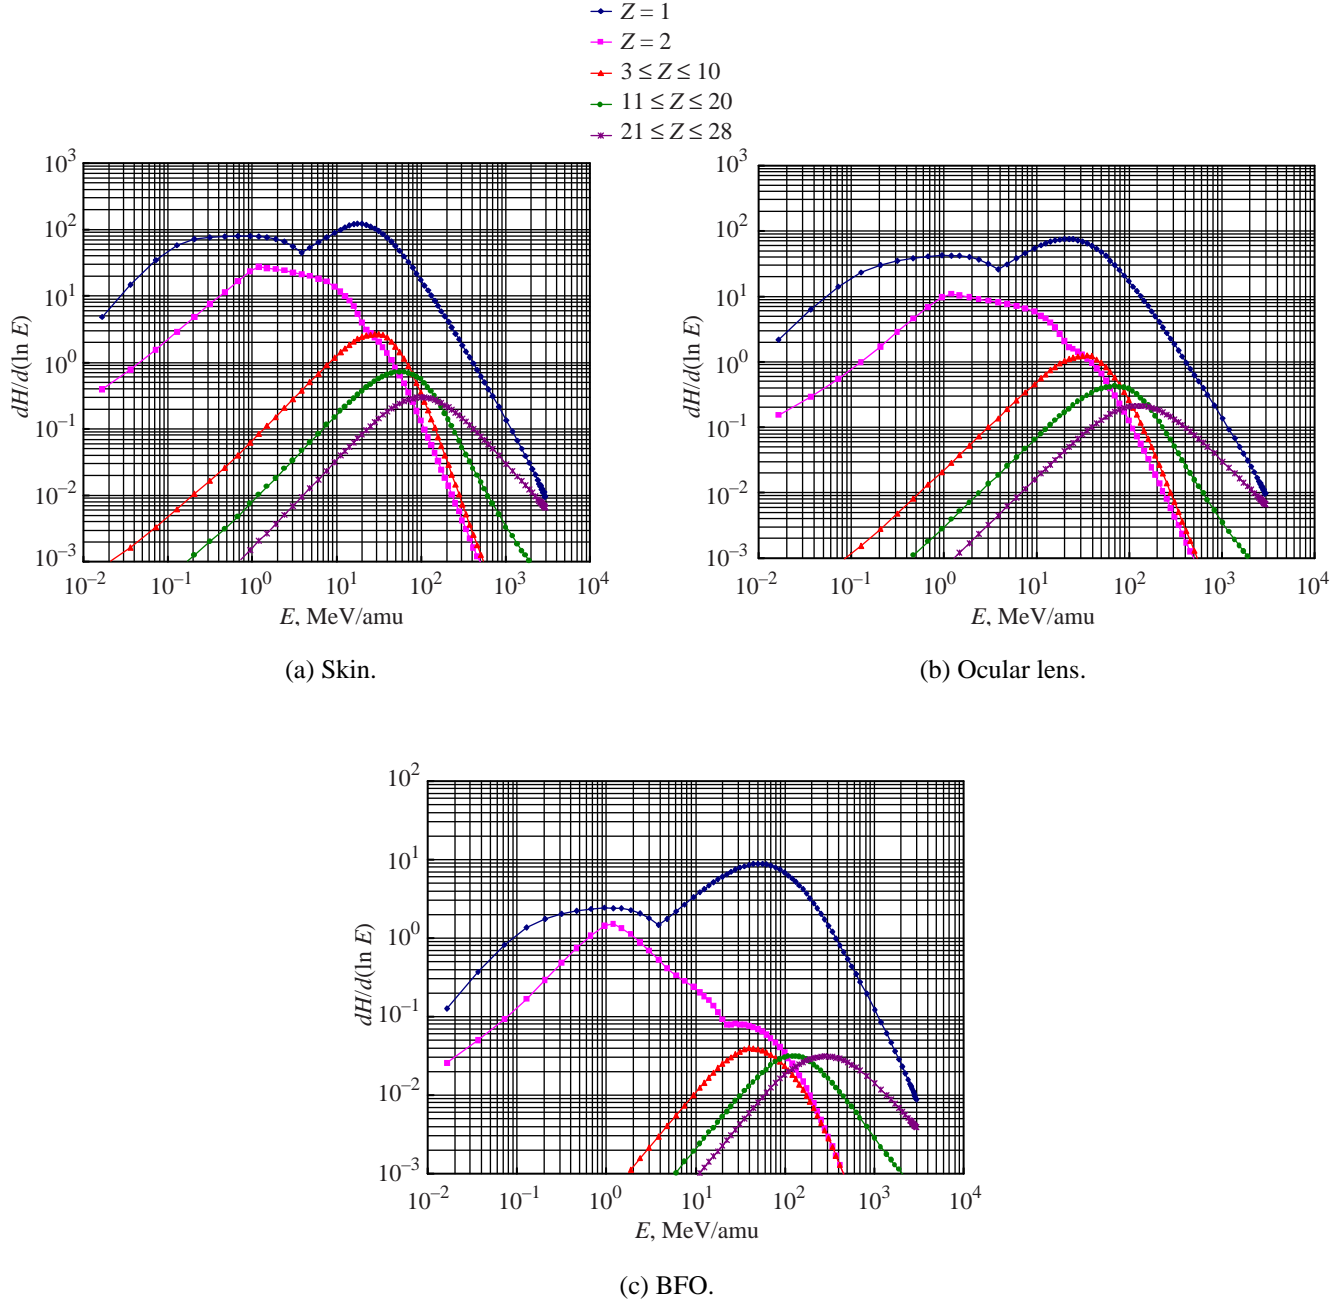 Z = 1
Z = 2
3 ≤ Z ≤ 10
11 ≤ Z ≤ 20
21 ≤ Z ≤ 28
10³
10²
10¹
10⁰
10⁻¹
10⁻²
10⁻³
dH/d(ln E)
10⁻² 10⁻¹ 10⁰ 10¹ 10² 10³ 10⁴
E, MeV/amu
(a) Skin.
10³
10²
10¹
10⁰
10⁻¹
10⁻²
10⁻³
dH/d(ln E)
10⁻² 10⁻¹ 10⁰ 10¹ 10² 10³ 10⁴
E, MeV/amu
(b) Ocular lens.
10²
10¹
10⁰
10⁻¹
10⁻²
10⁻³
dH/d(ln E)
10⁻² 10⁻¹ 10⁰ 10¹ 10² 10³ 10⁴
E, MeV/amu
(c) BFO.